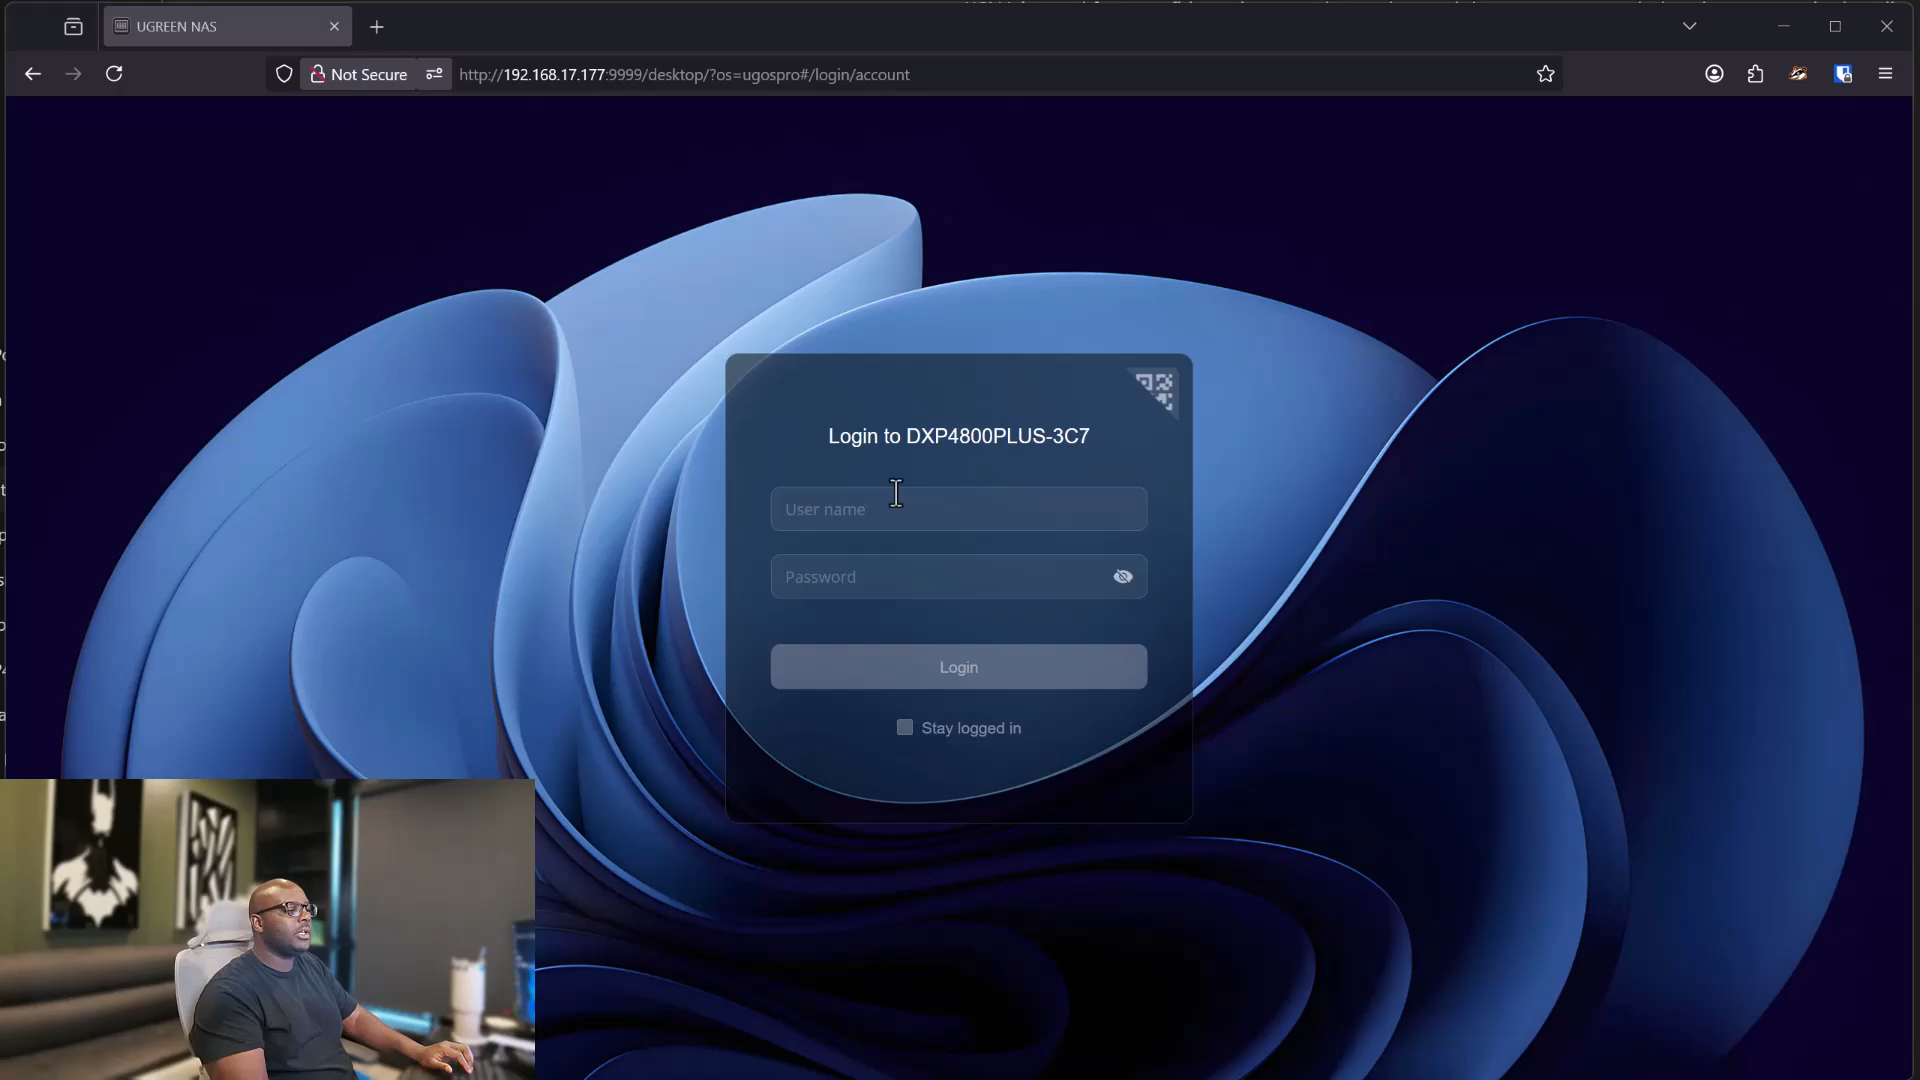 UGREEN NAS
Not Secure
http://192.168.17.177:9999/desktop/?os=ugospro#/login/account
Login to DXP4800PLUS-3C7
User name
Password
Login
Stay logged in